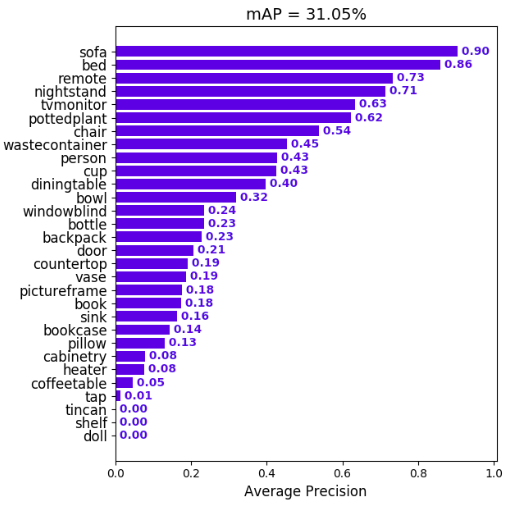 mAP = 31.05%
sofa 0.90
bed 0.86
remote 0.73
nightstand 0.71
tvmonitor 0.63
pottedplant 0.62
chair 0.54
wastecontainer 0.45
person 0.43
cup 0.43
diningtable 0.40
bowl 0.32
windowblind 0.24
bottle 0.23
backpack 0.23
door 0.21
countertop 0.19
vase 0.19
pictureframe 0.18
book 0.18
sink 0.16
bookcase 0.14
pillow 0.13
cabinetry 0.08
heater 0.08
coffeetable 0.05
tap 0.01
tincan 0.00
shelf 0.00
doll 0.00
0.0 0.2 0.4 0.6 0.8 1.0
Average Precision